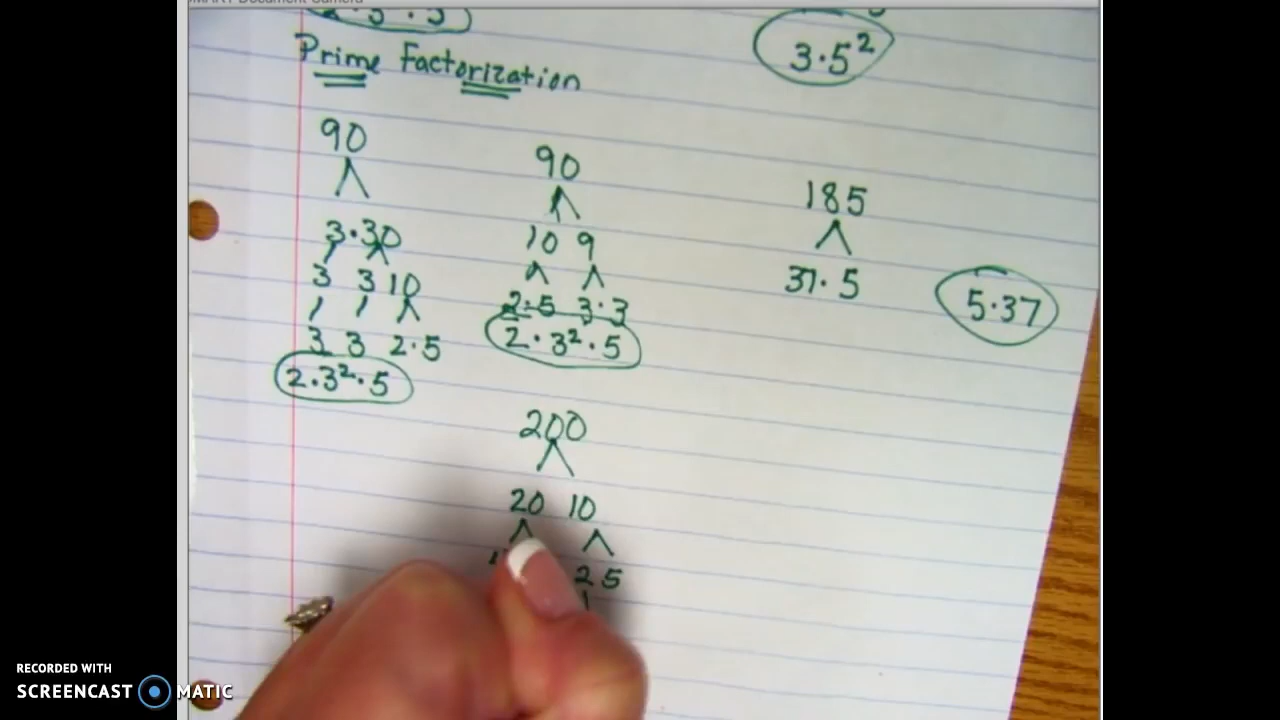 3 · 5²
Prime Factorization
90
3 · 30
3 3 10
3 3 2 · 5
2 · 3² · 5
90
10 9
2 · 5 3 · 3
2 · 3² · 5
185
37 · 5
5 · 37
200
20 10
2 5
RECORDED WITH
SCREENCAST MATIC